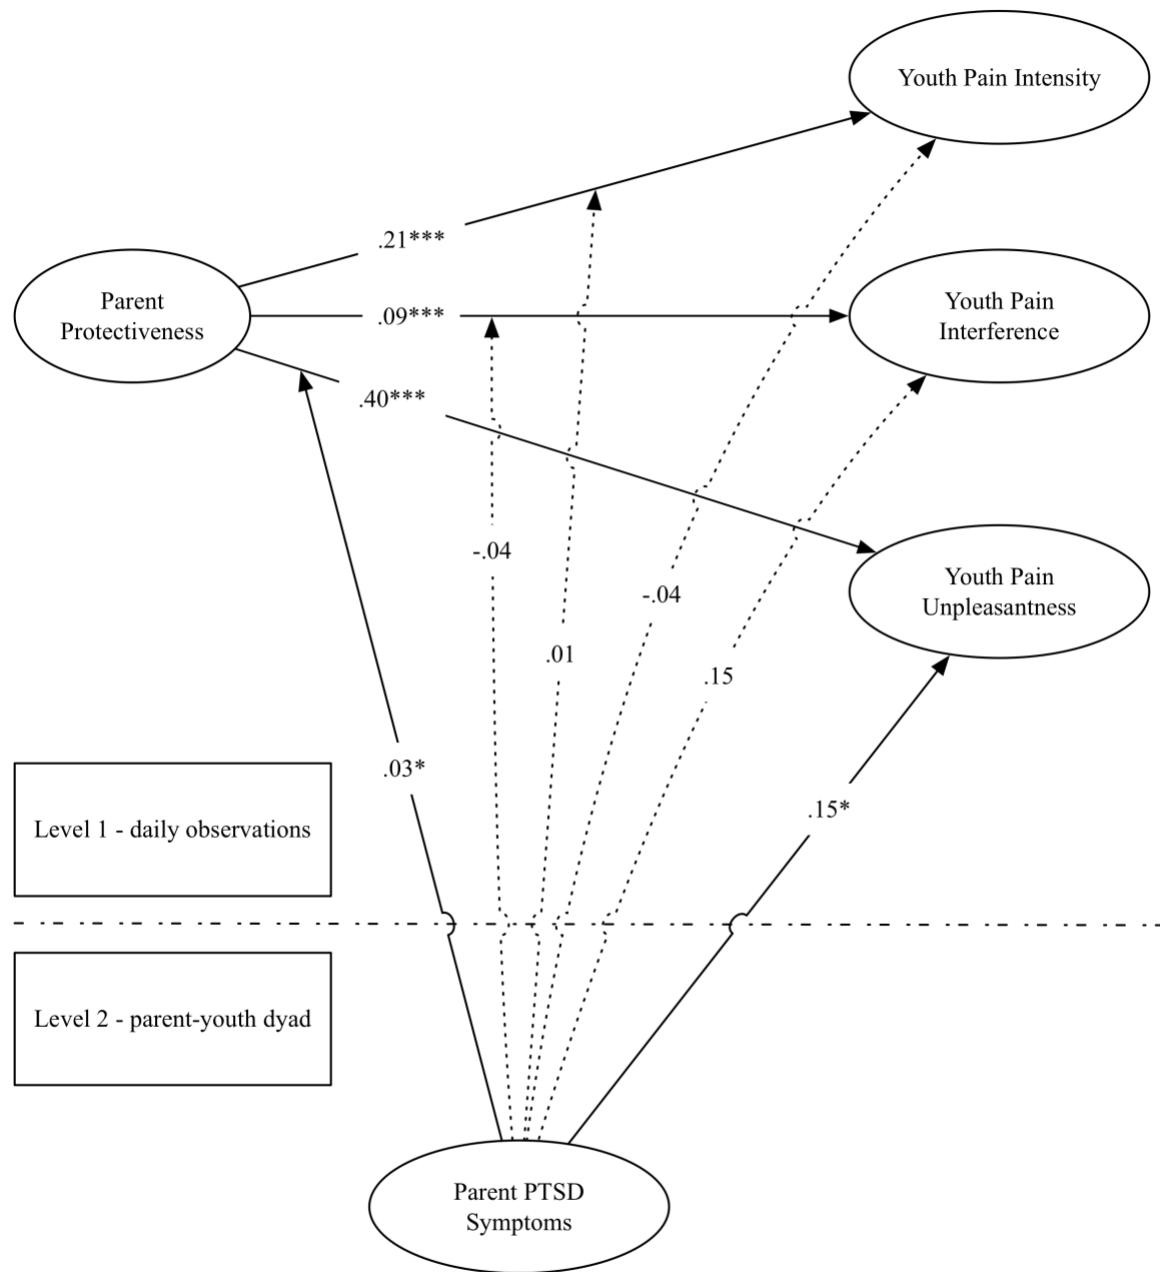 Youth Pain Intensity
.21***
Parent
Protectiveness
.09***
Youth Pain
Interference
.40***
-.04
Youth Pain
Unpleasantness
-.04
.01
.15
.03*
.15*
Level 1 - daily observations
Level 2 - parent-youth dyad
Parent PTSD
Symptoms